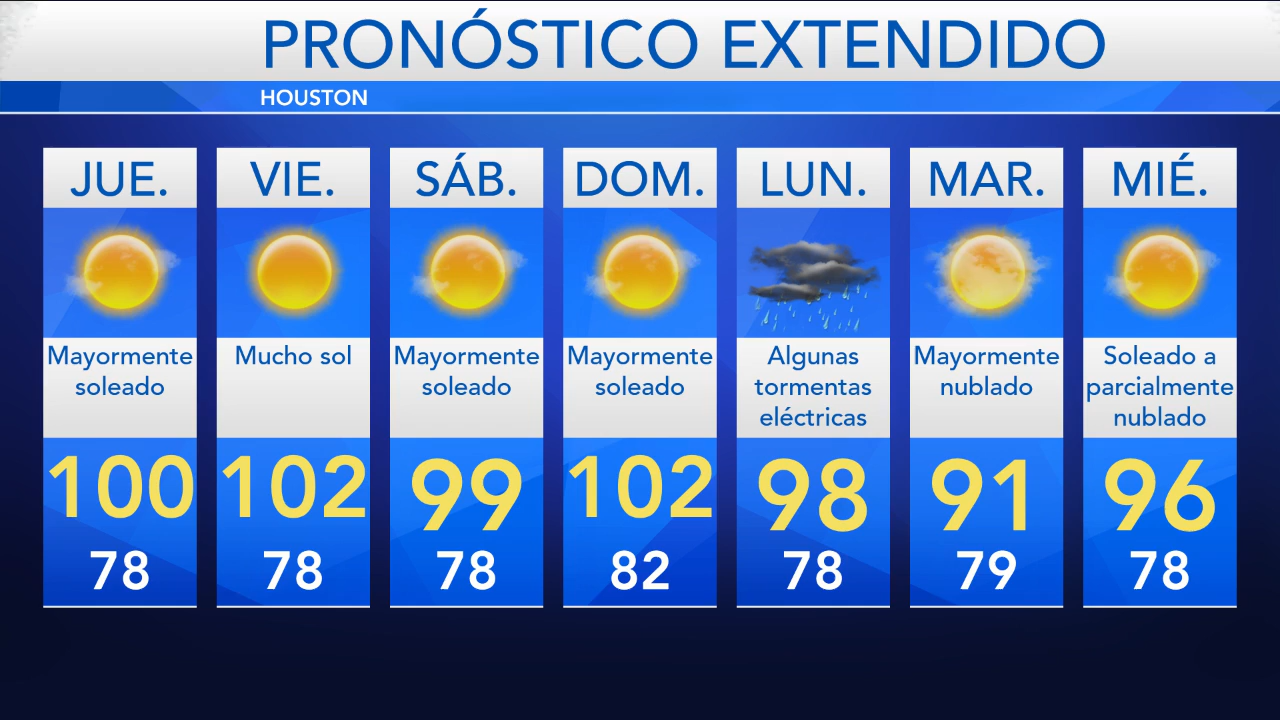 PRONÓSTICO EXTENDIDO
HOUSTON
JUE.
Mayormente
soleado
100
78
VIE.
Mucho sol
102
78
SÁB.
Mayormente
soleado
99
78
DOM.
Mayormente
soleado
102
82
LUN.
Algunas
tormentas
eléctricas
98
78
MAR.
Mayormente
nublado
91
79
MIÉ.
Soleado a
parcialmente
nublado
96
78